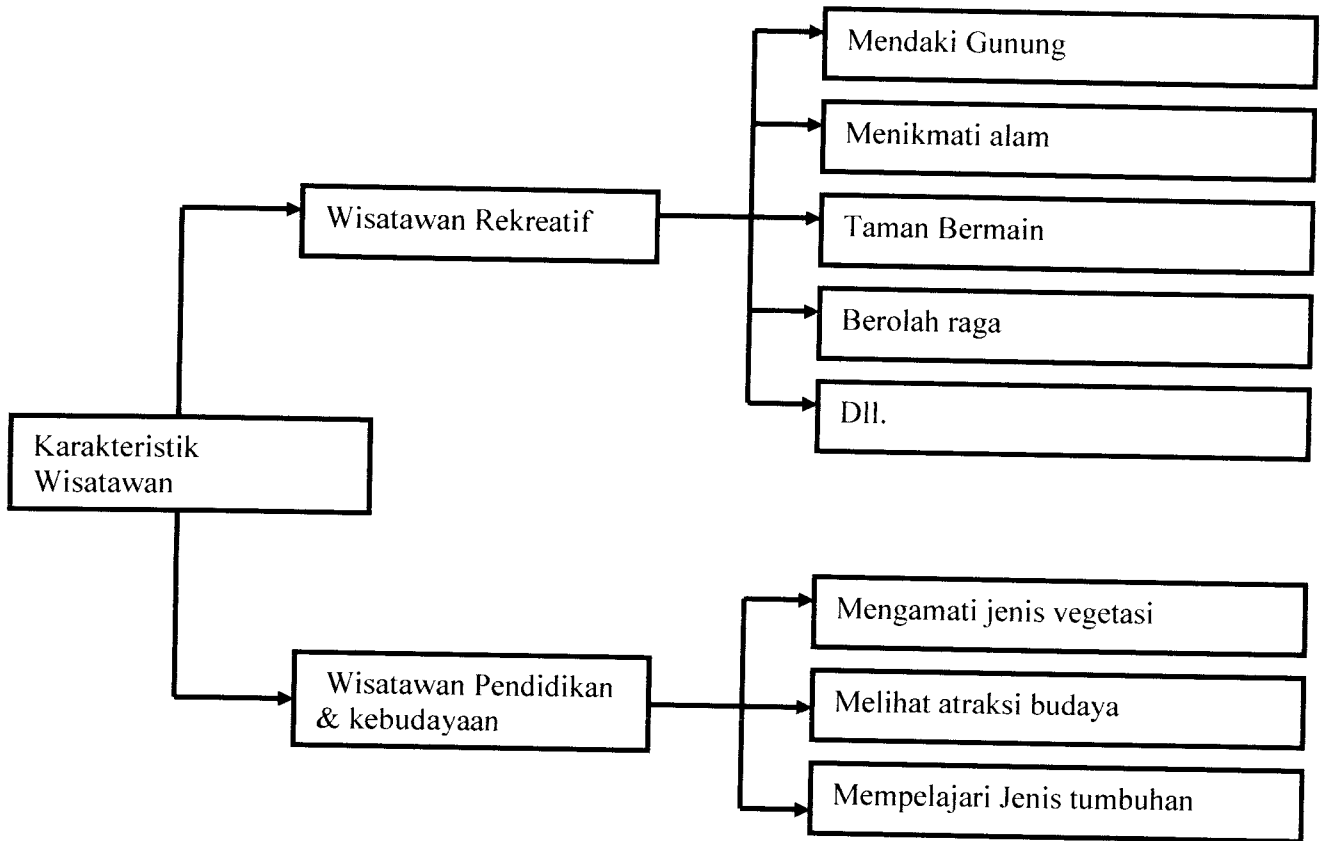 Mendaki Gunung
Menikmati alam
Wisatawan Rekreatif
Taman Bermain
Berolah raga
Dll.
Karakteristik
Wisatawan
Mengamati jenis vegetasi
Wisatawan Pendidikan
& kebudayaan
Melihat atraksi budaya
Mempelajari Jenis tumbuhan